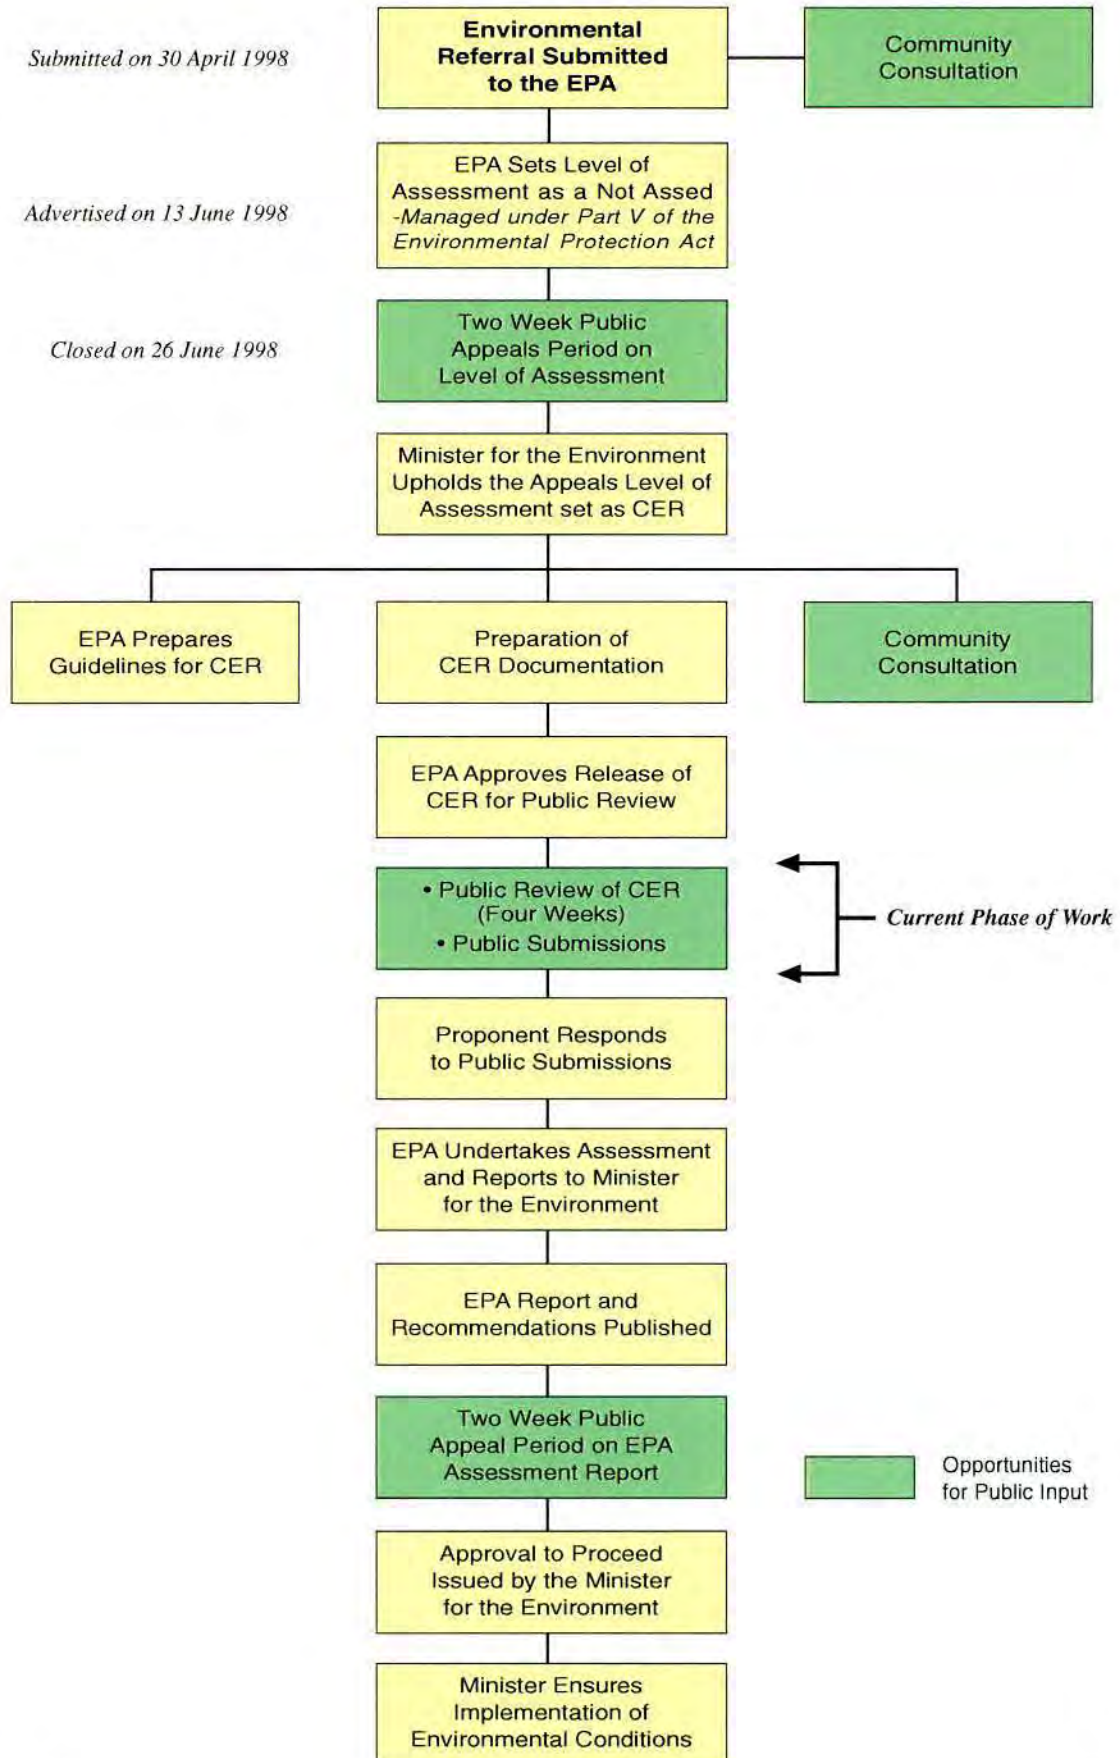 Submitted on 30 April 1998
Environmental
Referral Submitted
to the EPA
Community
Consultation
Advertised on 13 June 1998
EPA Sets Level of
Assessment as a Not Assed
-Managed under Part V of the
Environmental Protection Act
Closed on 26 June 1998
Two Week Public
Appeals Period on
Level of Assessment
Minister for the Environment
Upholds the Appeals Level of
Assessment set as CER
EPA Prepares
Guidelines for CER
Preparation of
CER Documentation
Community
Consultation
EPA Approves Release of
CER for Public Review
• Public Review of CER
(Four Weeks)
• Public Submissions
Current Phase of Work
Proponent Responds
to Public Submissions
EPA Undertakes Assessment
and Reports to Minister
for the Environment
EPA Report and
Recommendations Published
Two Week Public
Appeal Period on EPA
Assessment Report
Opportunities
for Public Input
Approval to Proceed
Issued by the Minister
for the Environment
Minister Ensures
Implementation of
Environmental Conditions